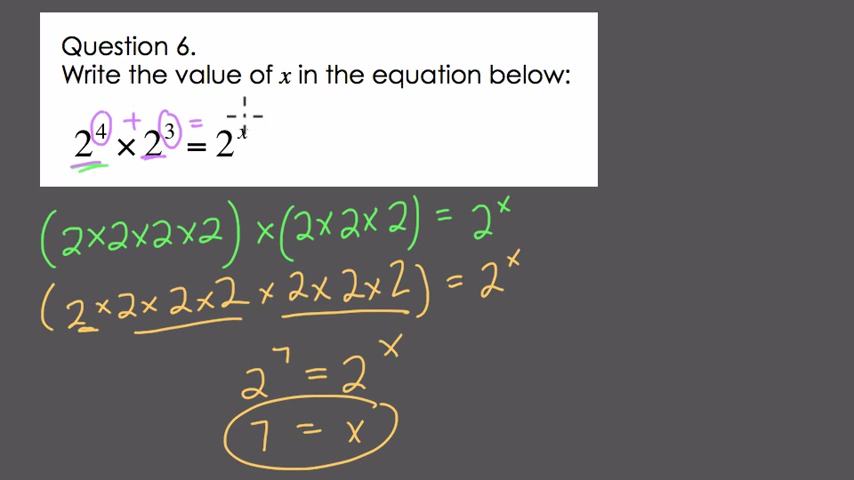 Question 6.
Write the value of x in the equation below:
2⁴ × 2³ = 2ˣ
+ =
(2×2×2×2) × (2×2×2) = 2ˣ
(2×2×2×2 × 2×2×2) = 2ˣ
2⁷ = 2ˣ
7 = x